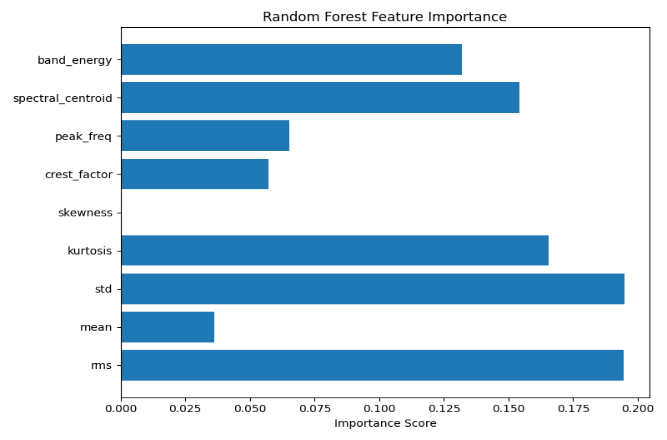 Random Forest Feature Importance
band_energy
spectral_centroid
peak_freq
crest_factor
skewness
kurtosis
std
mean
rms
0.000 0.025 0.050 0.075 0.100 0.125 0.150 0.175 0.200
Importance Score